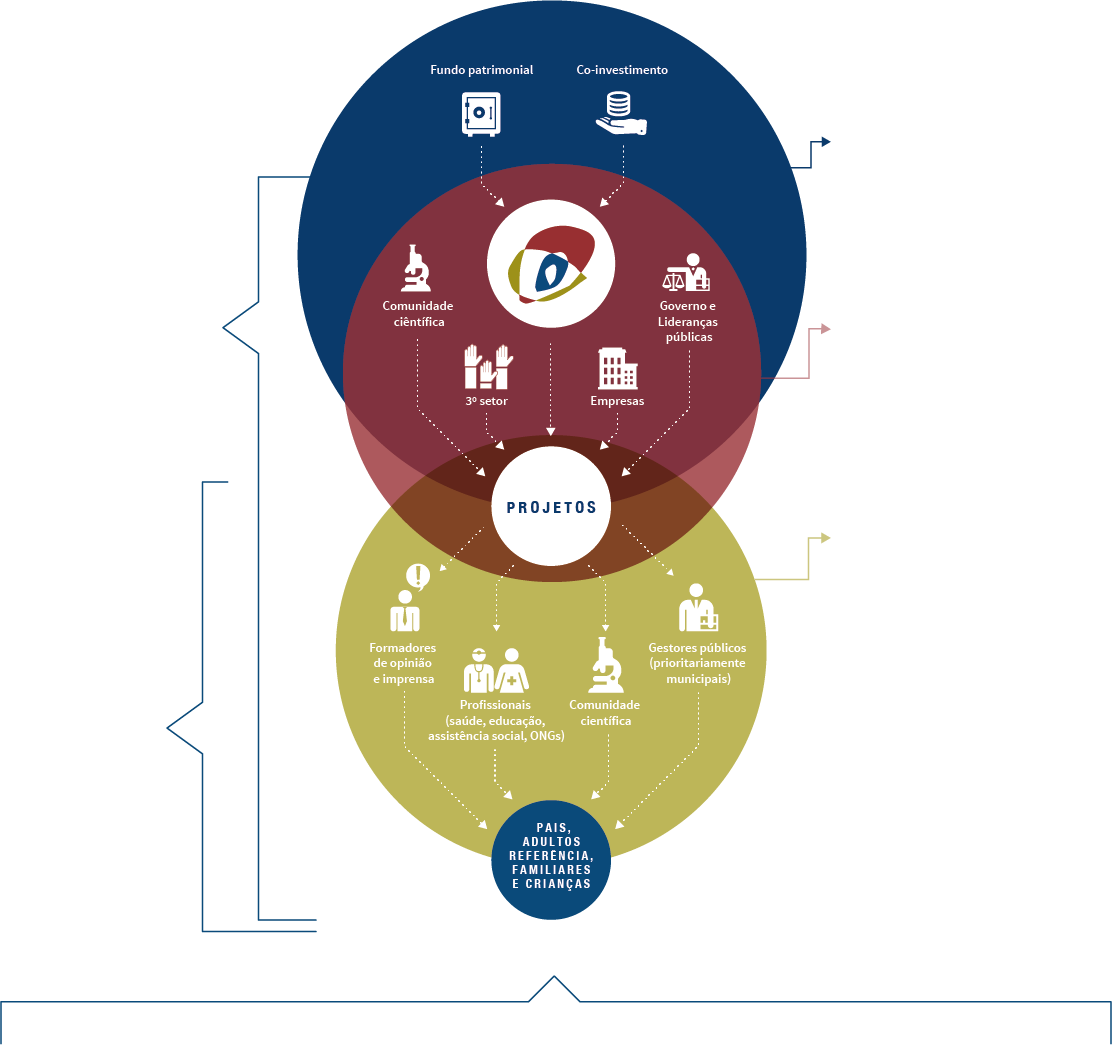 Fundo patrimonial
Co-investimento
Comunidade
ciêntífica
Governo e
Lideranças
públicas
3º setor
Empresas
PROJETOS
Formadores
de opinião
e imprensa
Profissionais
(saúde, educação,
assistência social, ONGs)
Comunidade
científica
Gestores públicos
(prioritariamente
municipais)
PAIS,
ADULTOS
REFERÊNCIA,
FAMILIARES
E CRIANÇAS